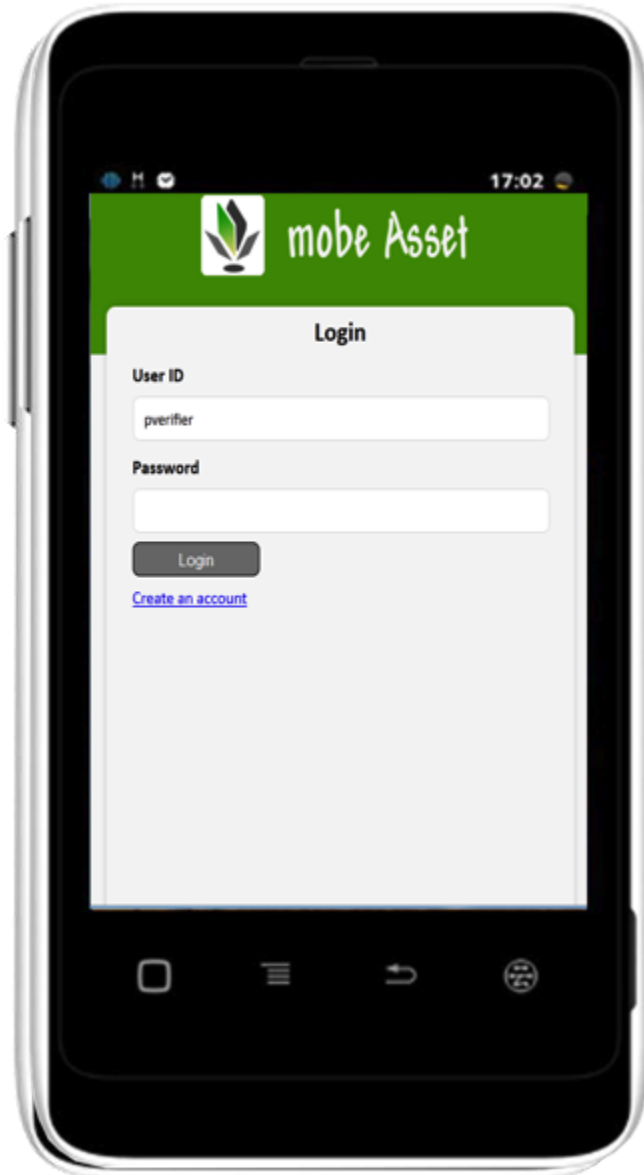 17:02
mobe Asset
Login
User ID
pverifier
Password
Login
Create an account